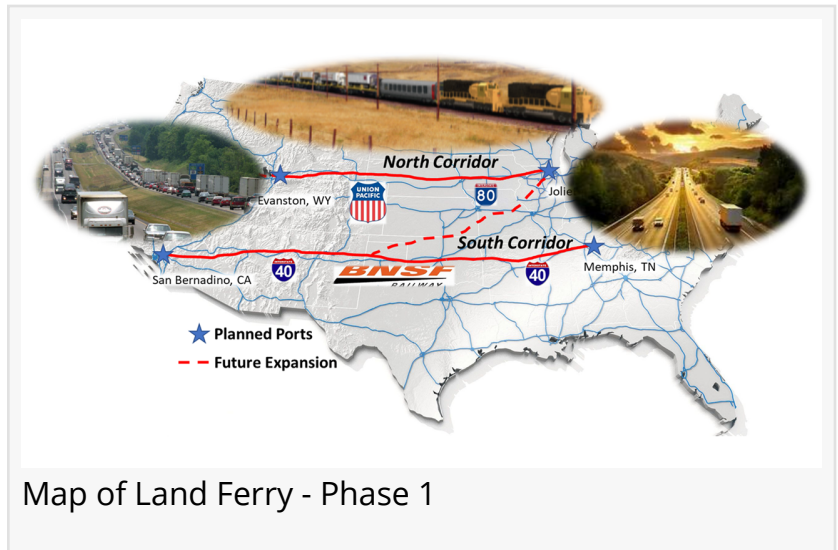 North Corridor
Evanston, WY
UNION
PACIFIC
80
Jolie
South Corridor
San Bernadino, CA
40
BNSF
RAILWAY
40
Memphis, TN
Planned Ports
Future Expansion
Map of Land Ferry - Phase 1